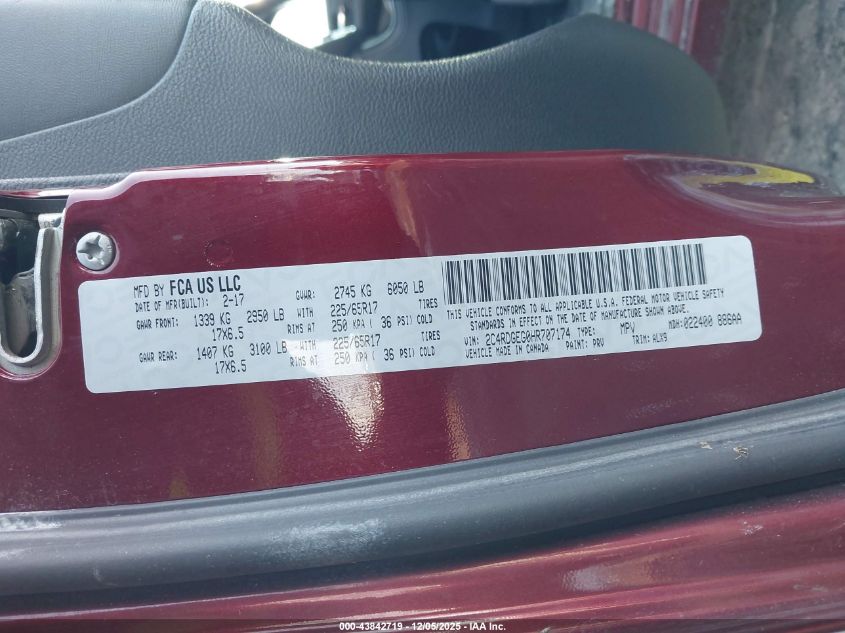 MFD BY FCA US LLC
DATE OF MFR(BUILT): 2-17 GVWR: 2745 KG 6050 LB
GAWR FRONT: 1339 KG 2950 LB WITH 225/65R17 TIRES
17X6.5 RIMS AT 250 KPA ( 36 PSI) COLD
GAWR REAR: 1407 KG 3100 LB WITH 225/65R17 TIRES
17X6.5 RIMS AT 250 KPA ( 36 PSI) COLD
THIS VEHICLE CONFORMS TO ALL APPLICABLE U.S.A. FEDERAL MOTOR VEHICLE SAFETY
STANDARDS IN EFFECT ON THE DATE OF MANUFACTURE SHOWN ABOVE.
VIN: 2C4RDGEG0HR707174 TYPE: MPV MDH:022400 886AA
VEHICLE MADE IN CANADA PAINT: PRV TRIM: ALX9
000-43842719 - 12/05/2025 - IAA Inc.